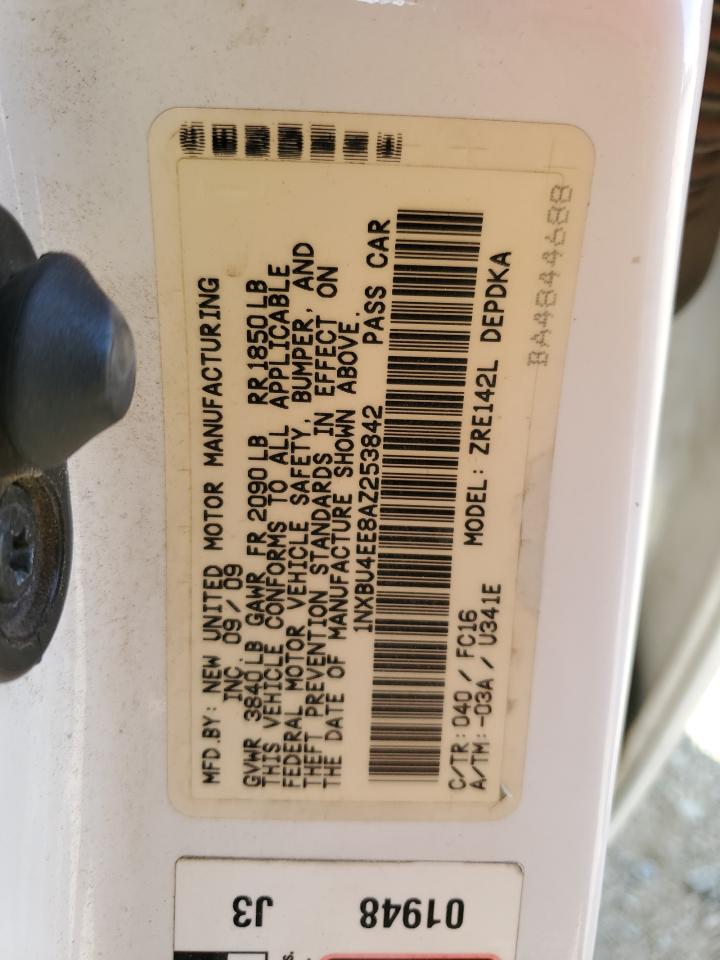 MFD.BY: NEW UNITED MOTOR MANUFACTURING
INC. 09/09
GVWR 3840LB GAWR FR 2090LB RR1850LB
THIS VEHICLE CONFORMS TO ALL APPLICABLE
FEDERAL MOTOR VEHICLE SAFETY, BUMPER, AND
THEFT PREVENTION STANDARDS IN EFFECT ON
THE DATE OF MANUFACTURE SHOWN ABOVE.
1NXBU4EE8AZ253842 PASS CAR
C/TR: 040 / FC16 MODEL: ZRE142L DEPDKA
A/TM: -03A / U341E
BA4844688
01948 J3
s.